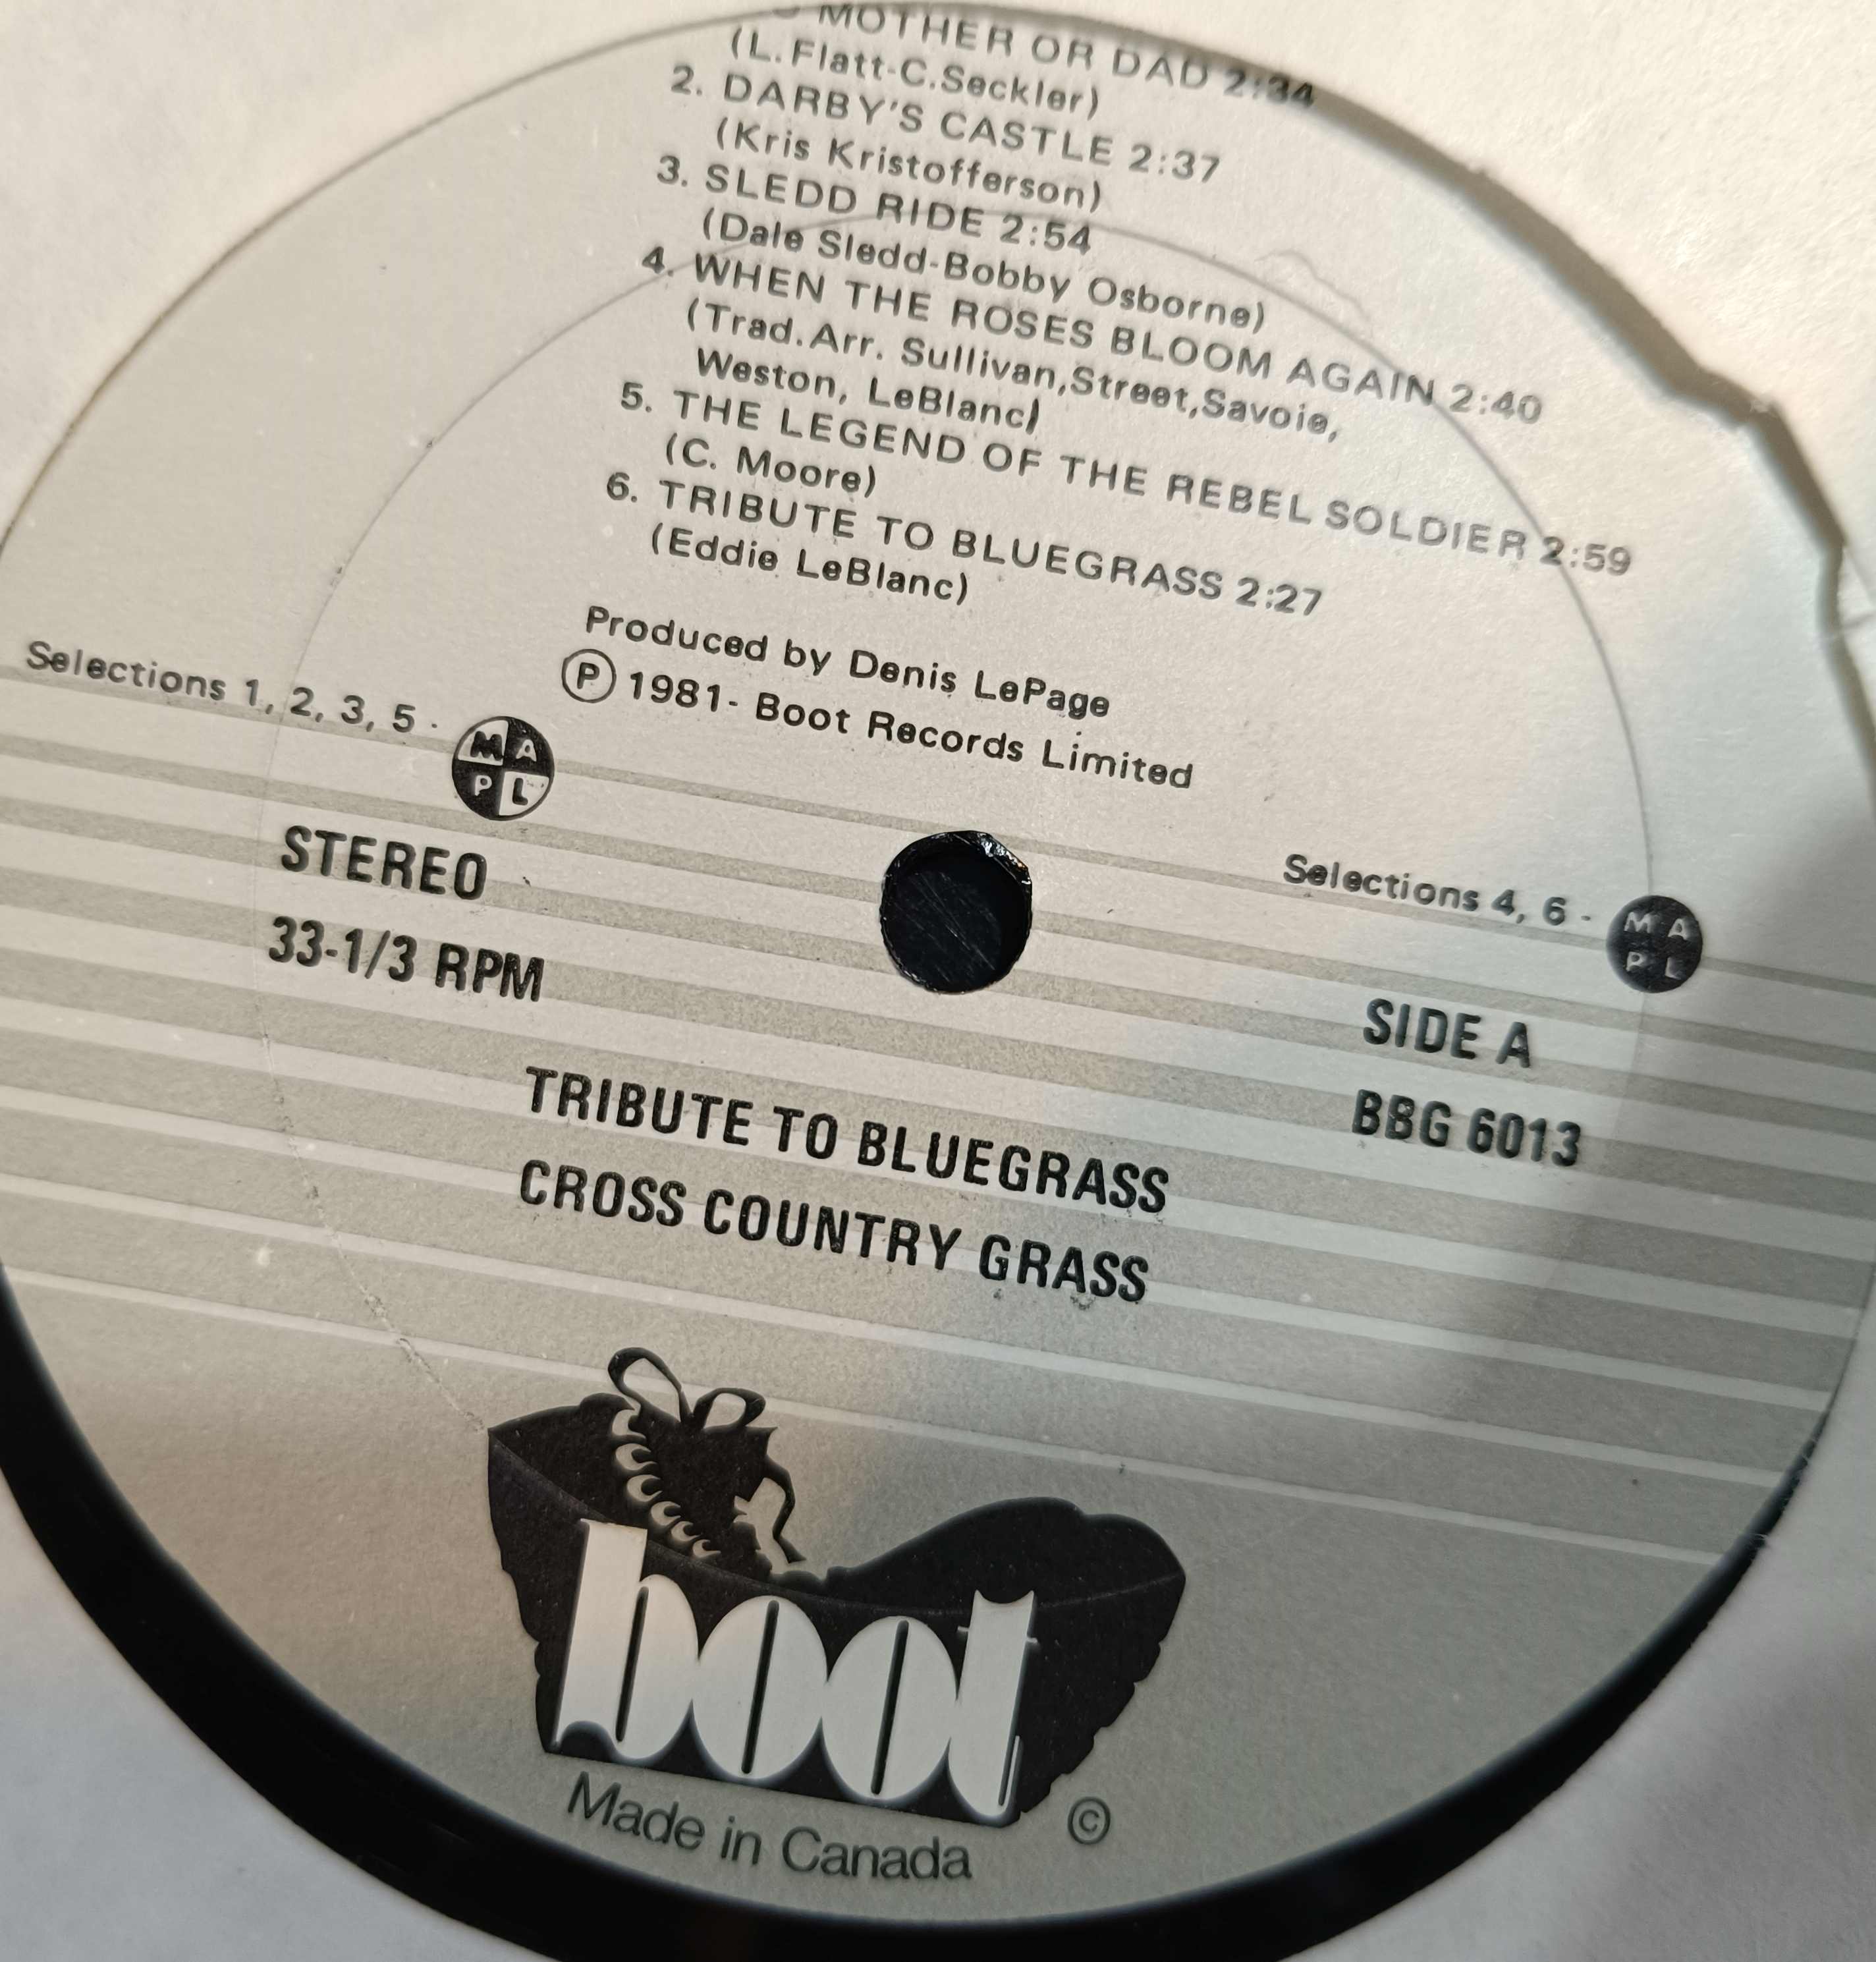 MOTHER OR DAD 2:34
(L.Flatt-C.Seckler)
2. DARBY'S CASTLE 2:37
(Kris Kristofferson)
3. SLEDD RIDE 2:54
(Dale Sledd-Bobby Osborne)
4. WHEN THE ROSES BLOOM AGAIN 2:40
(Trad.Arr. Sullivan,Street,Savoie,
Weston, LeBlanc)
5. THE LEGEND OF THE REBEL SOLDIER 2:59
(C. Moore)
6. TRIBUTE TO BLUEGRASS 2:27
(Eddie LeBlanc)
Produced by Denis LePage
Ⓟ 1981- Boot Records Limited
Selections 1, 2, 3, 5 -
M A
P L
STEREO
33-1/3 RPM
Selections 4, 6 -
M A
P L
SIDE A
BBG 6013
TRIBUTE TO BLUEGRASS
CROSS COUNTRY GRASS
boot
©
Made in Canada